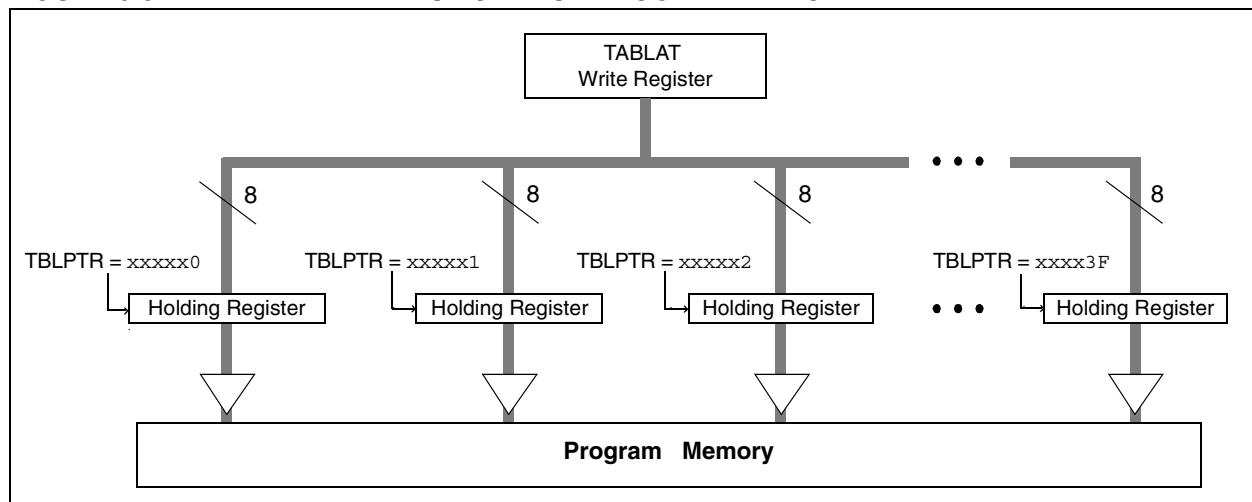 TABLAT
Write Register
8 8 8 8
TBLPTR = xxxxx0 TBLPTR = xxxxx1 TBLPTR = xxxxx2 TBLPTR = xxxx3F
Holding Register Holding Register Holding Register Holding Register
Program Memory